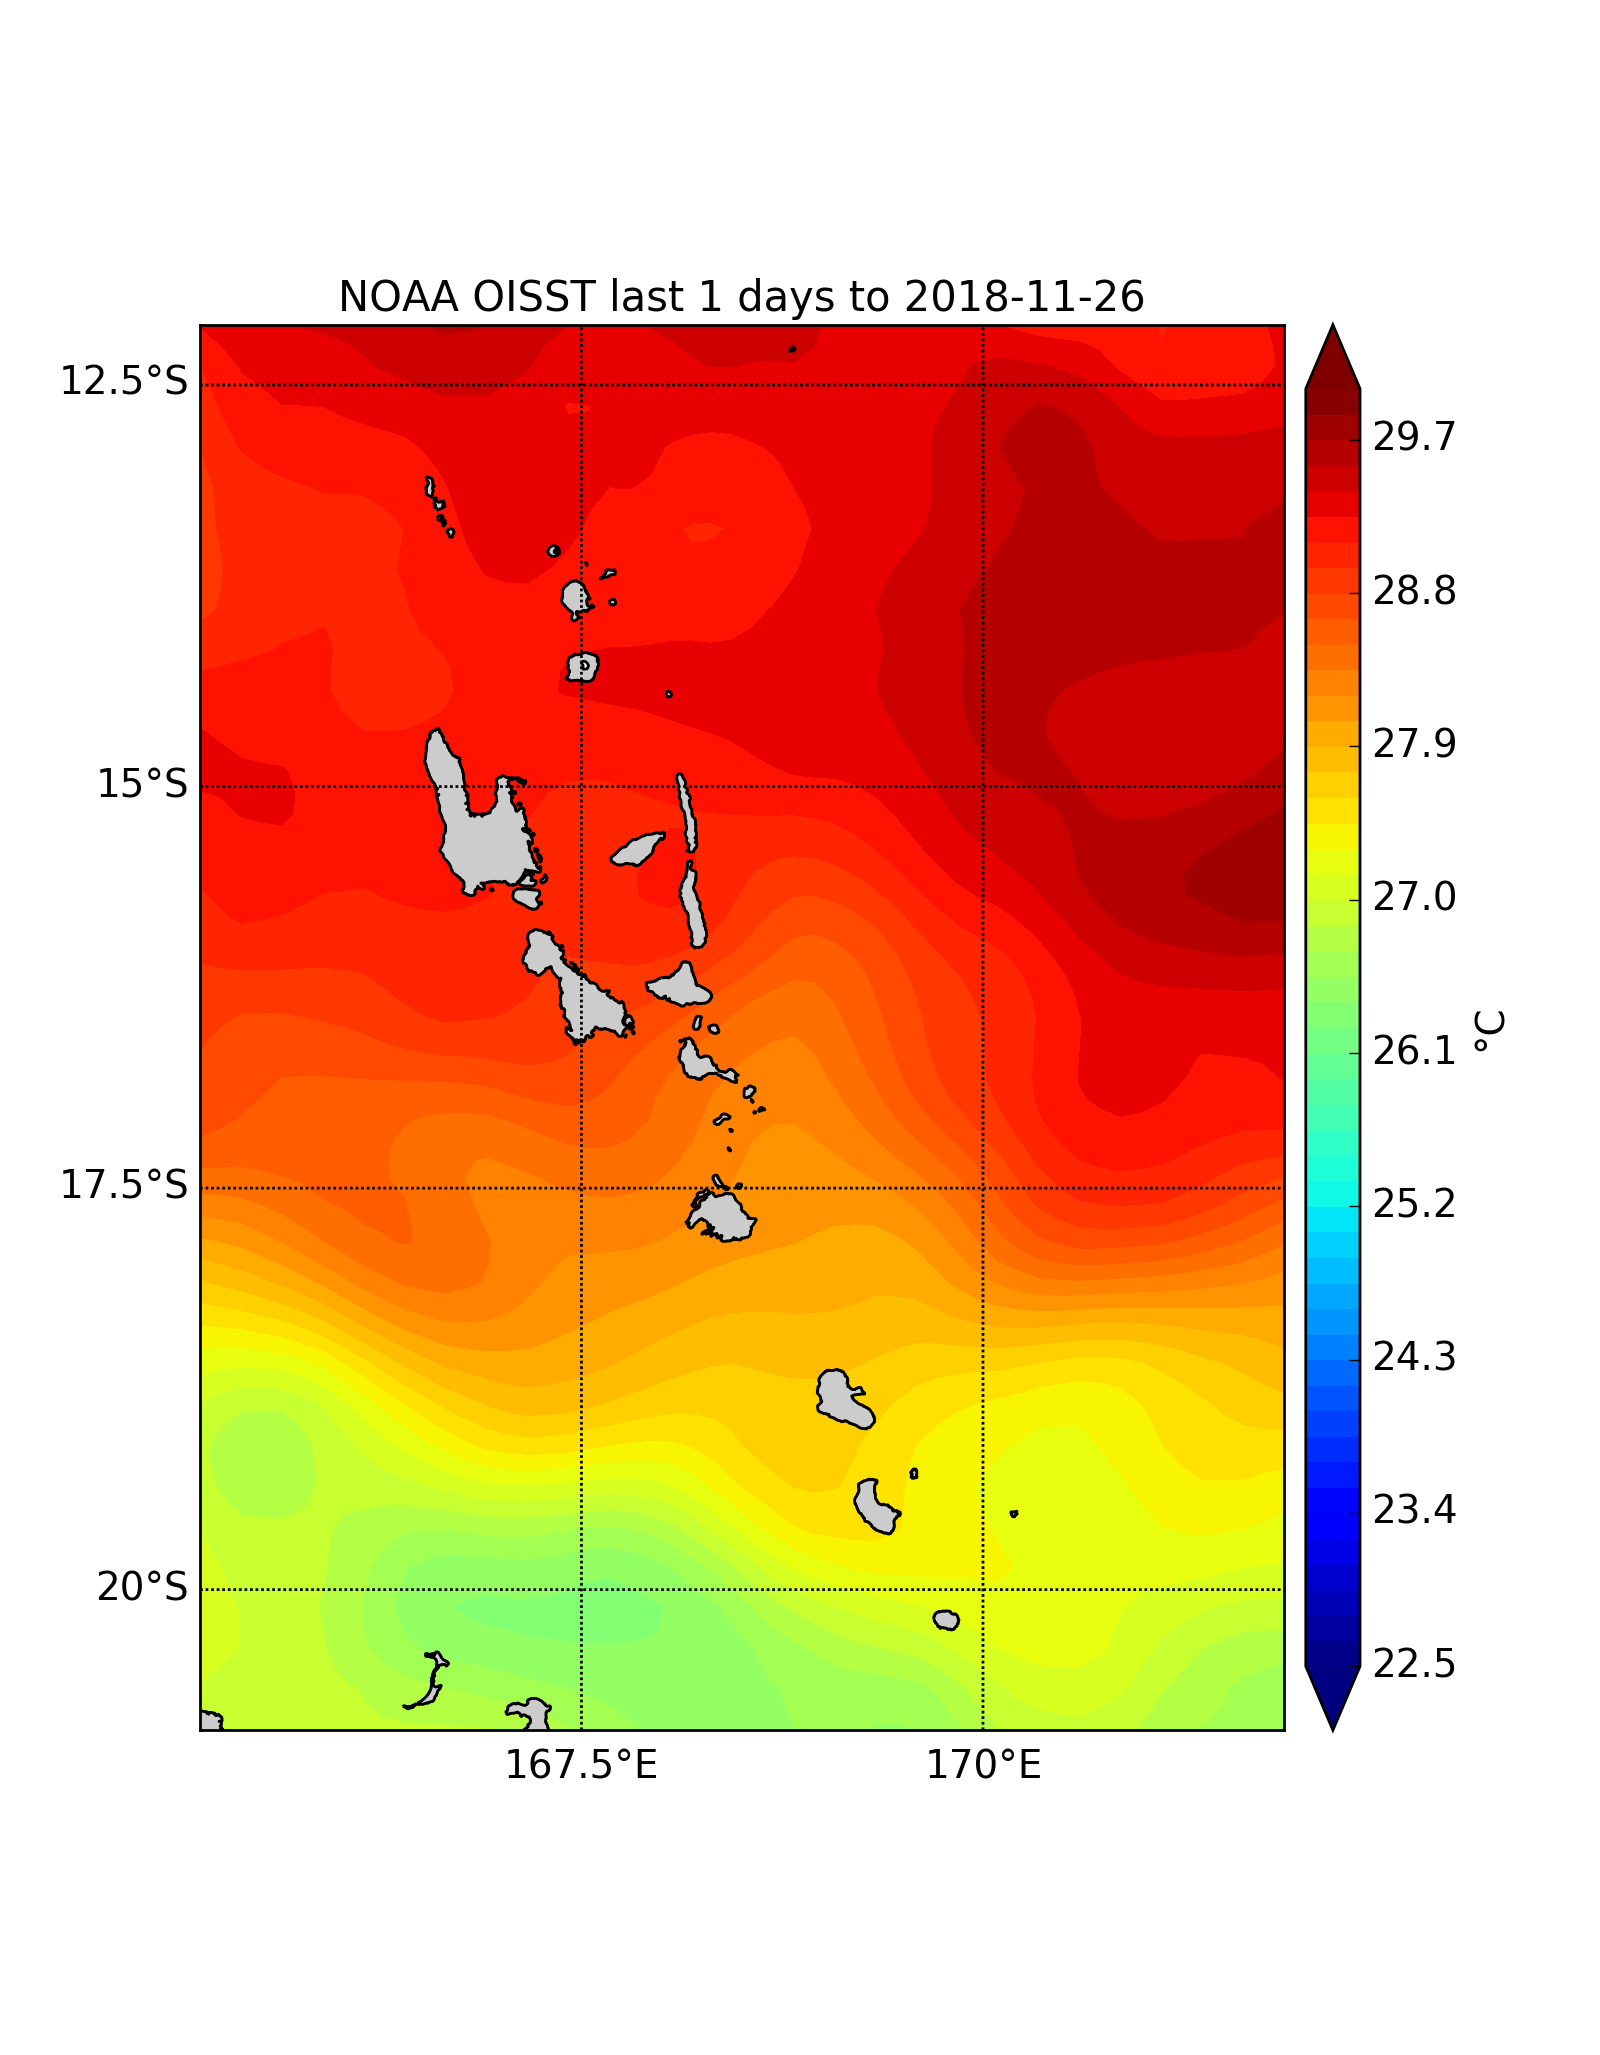 NOAA OISST last 1 days to 2018-11-26
12.5°S
15°S
17.5°S
20°S
167.5°E
170°E
29.7
28.8
27.9
27.0
26.1
25.2
24.3
23.4
22.5
°C